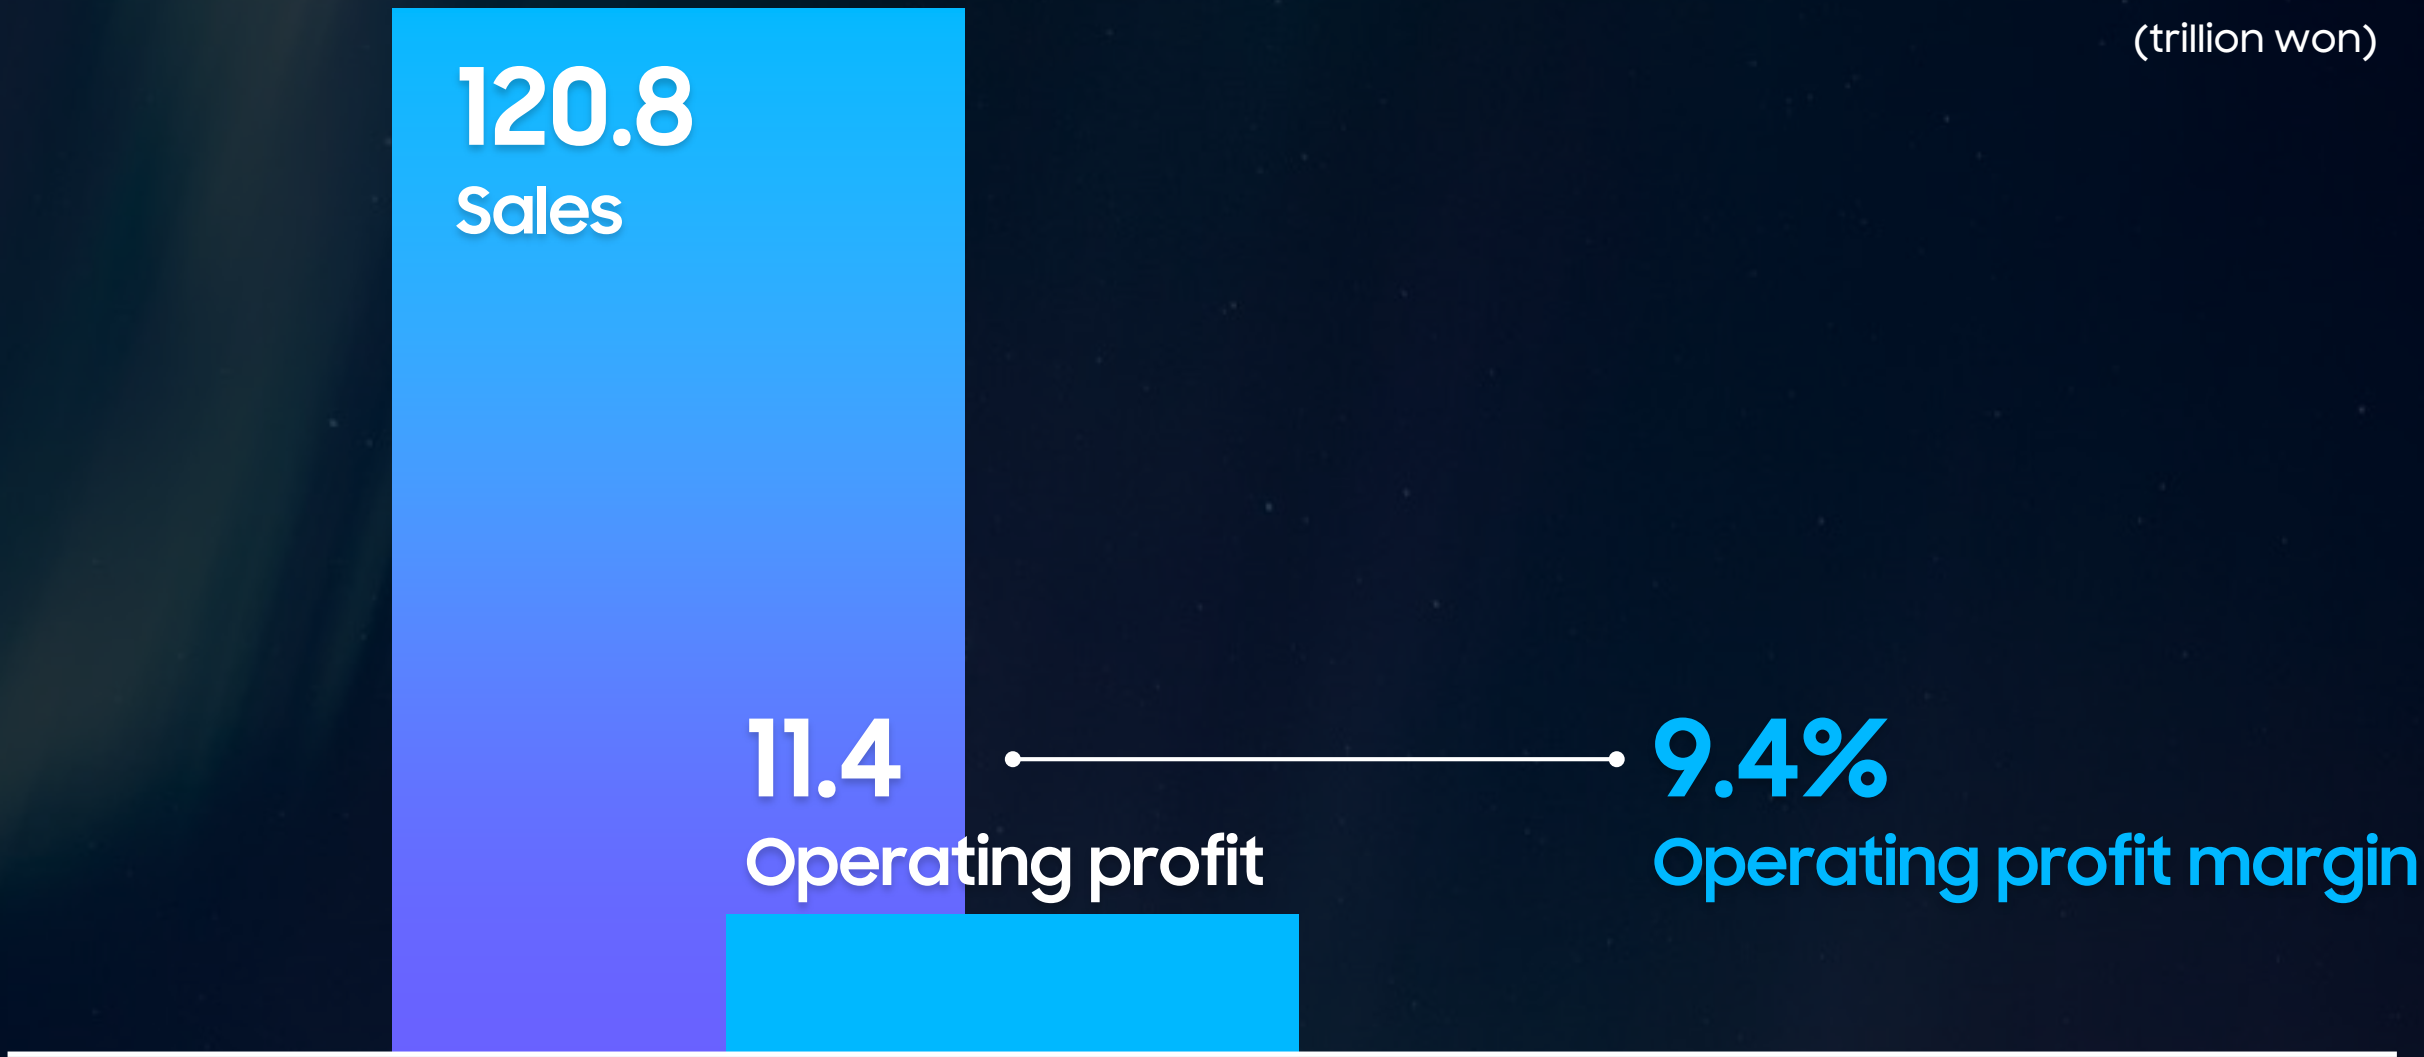 (trillion won)
120.8
Sales
11.4
Operating profit
9.4%
Operating profit margin